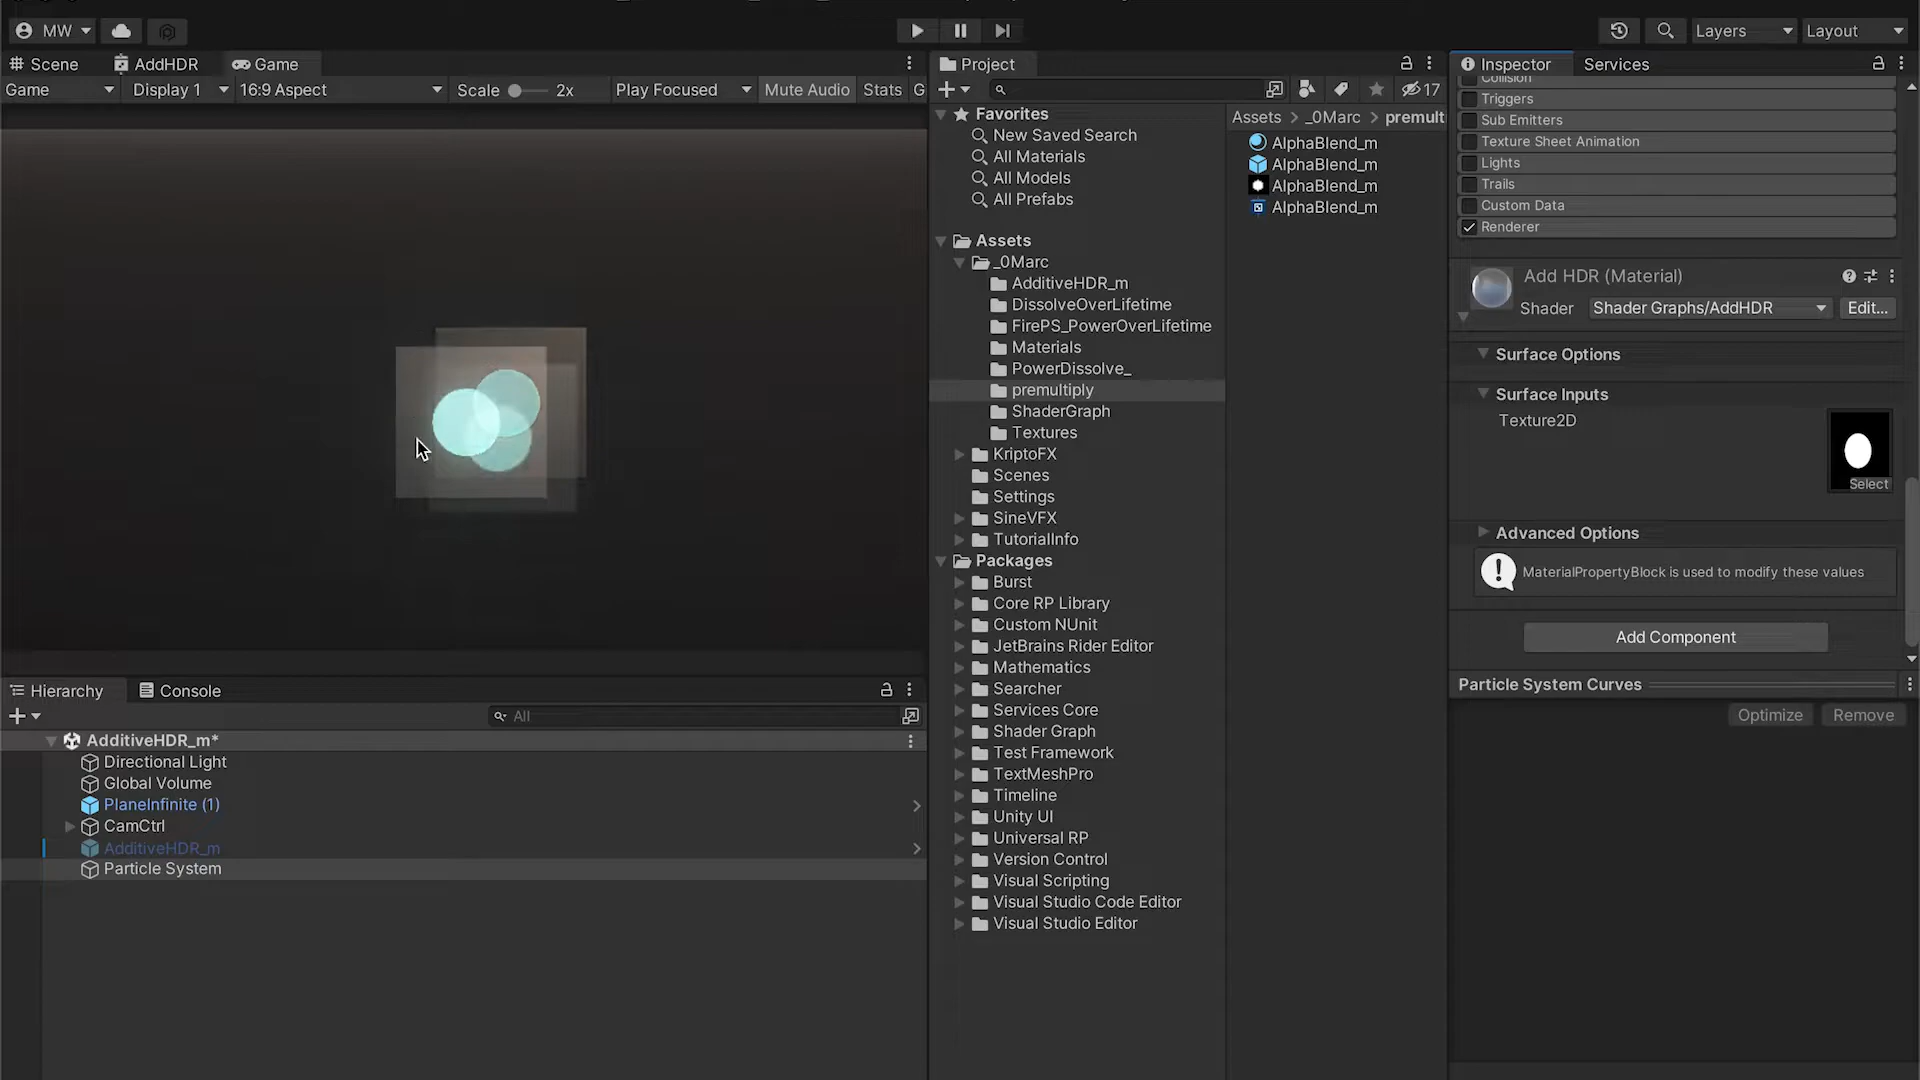 MW
Layers
Layout
Scene
AddHDR
Game
Game
Display 1
16:9 Aspect
Scale
2x
Play Focused
Mute Audio
Stats
G
Project
17
Favorites
New Saved Search
All Materials
All Models
All Prefabs
Assets
_0Marc
AdditiveHDR_m
DissolveOverLifetime
FirePS_PowerOverLifetime
Materials
PowerDissolve_
premultiply
ShaderGraph
Textures
KriptoFX
Scenes
Settings
SineVFX
TutorialInfo
Packages
Burst
Core RP Library
Custom NUnit
JetBrains Rider Editor
Mathematics
Searcher
Services Core
Shader Graph
Test Framework
TextMeshPro
Timeline
Unity UI
Universal RP
Version Control
Visual Scripting
Visual Studio Code Editor
Visual Studio Editor
Assets > _0Marc > premult
AlphaBlend_m
AlphaBlend_m
AlphaBlend_m
AlphaBlend_m
Inspector
Services
Collision
Triggers
Sub Emitters
Texture Sheet Animation
Lights
Trails
Custom Data
Renderer
Add HDR (Material)
Shader
Shader Graphs/AddHDR
Edit...
Surface Options
Surface Inputs
Texture2D
Select
Advanced Options
MaterialPropertyBlock is used to modify these values
Add Component
Particle System Curves
Optimize
Remove
Hierarchy
Console
All
AdditiveHDR_m*
Directional Light
Global Volume
PlaneInfinite (1)
CamCtrl
AdditiveHDR_m
Particle System